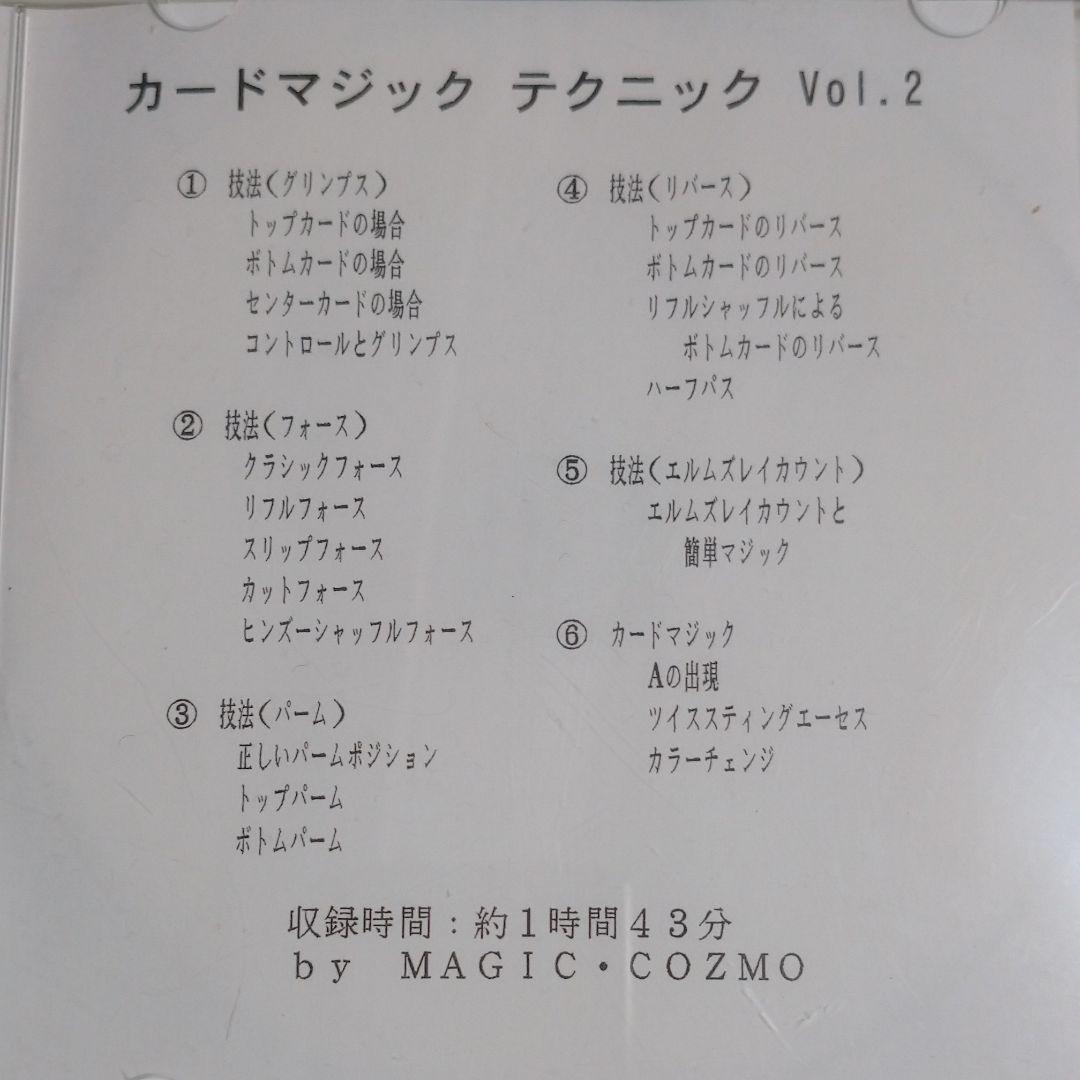 カードマジック テクニック Vol.2
① 技法(グリンプス)
トップカードの場合
ボトムカードの場合
センターカードの場合
コントロールとグリンプス
② 技法(フォース)
クラシックフォース
リフルフォース
スリップフォース
カットフォース
ヒンズーシャッフルフォース
③ 技法(パーム)
正しいパームポジション
トップパーム
ボトムパーム
④ 技法(リバース)
トップカードのリバース
ボトムカードのリバース
リフルシャッフルによる
ボトムカードのリバース
ハーフパス
⑤ 技法(エルムズレイカウント)
エルムズレイカウントと
簡単マジック
⑥ カードマジック
Aの出現
ツイススティングエーセス
カラーチェンジ
収録時間:約1時間43分
by MAGIC・COZMO